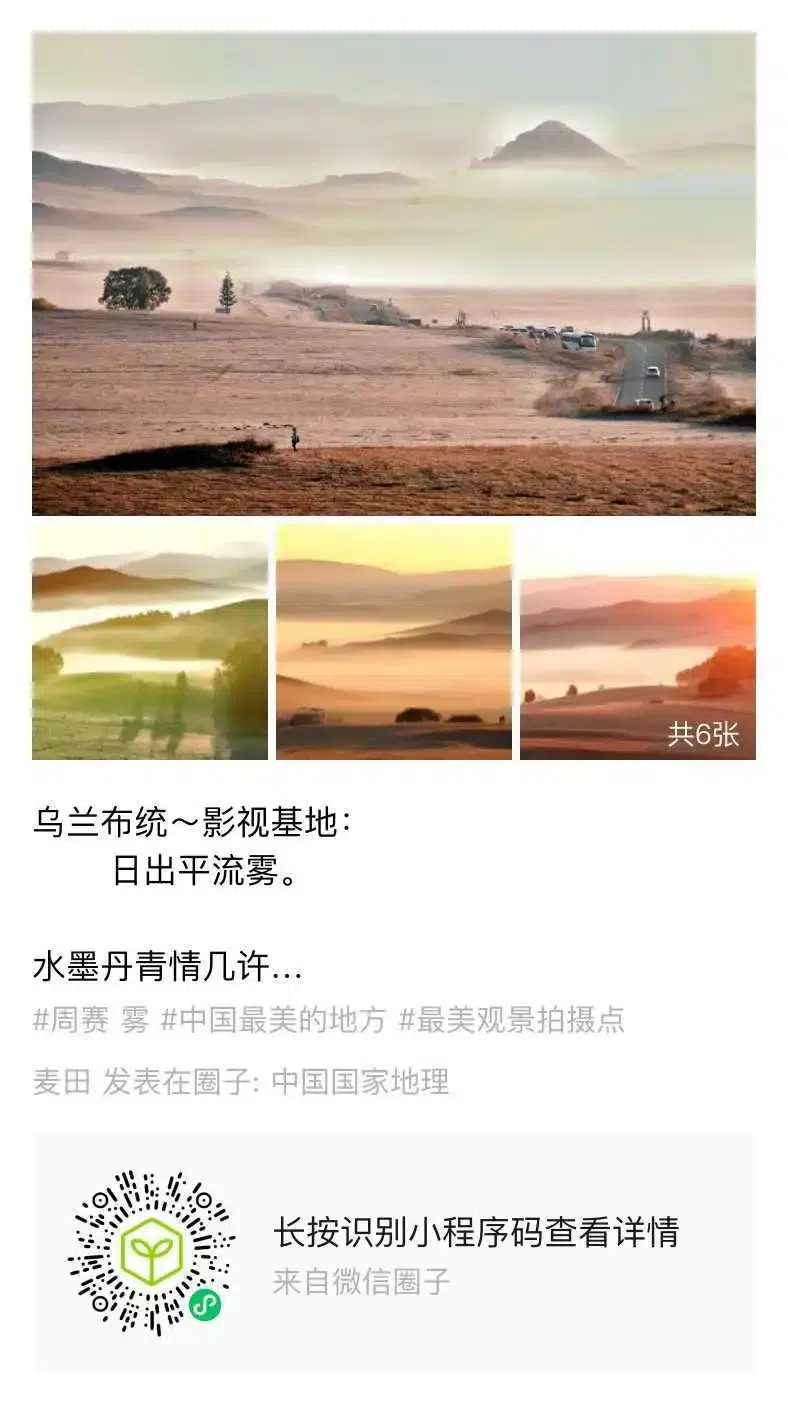 共6张
乌兰布统～影视基地：
日出平流雾。
水墨丹青情几许…
#周赛 雾 #中国最美的地方 #最美观景拍摄点
麦田 发表在圈子: 中国国家地理
长按识别小程序码查看详情
来自微信圈子